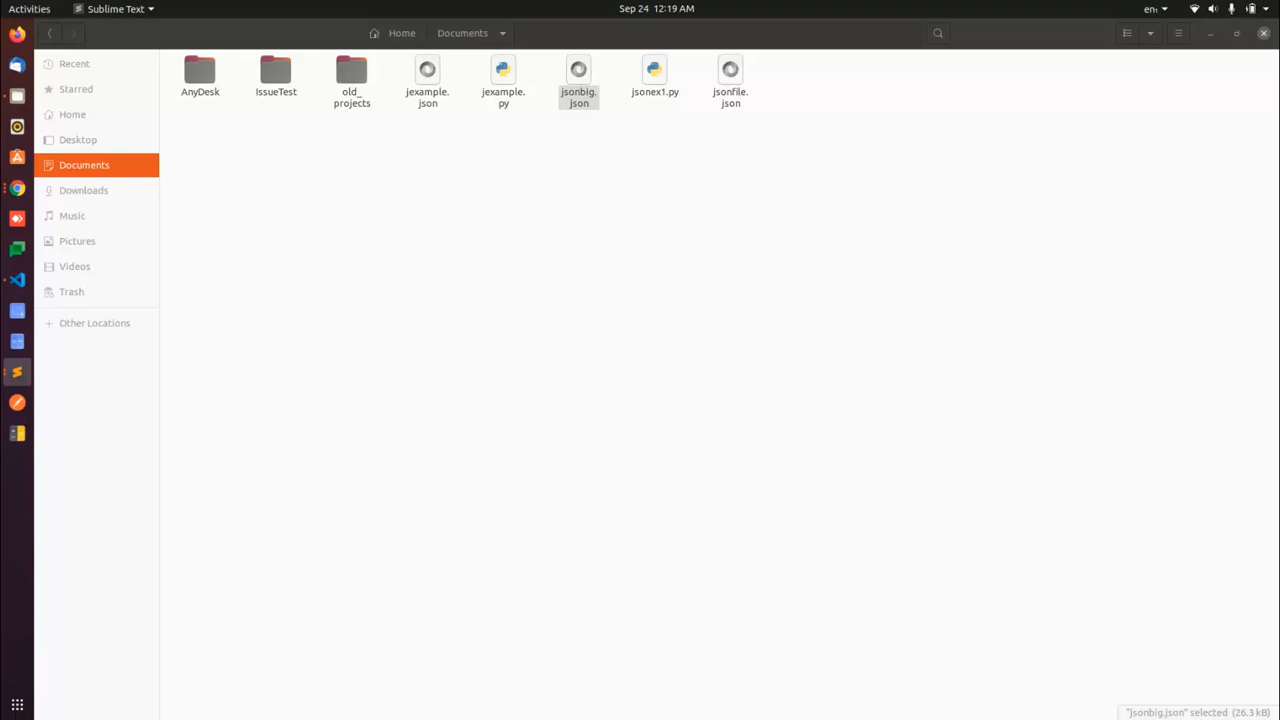 Activities
Sublime Text
Sep 24 12:19 AM
en
Home
Documents
Recent
Starred
Home
Desktop
Documents
Downloads
Music
Pictures
Videos
Trash
Other Locations
AnyDesk
IssueTest
old_
projects
jexample.
json
jexample.
py
jsonbig.
json
jsonex1.py
jsonfile.
json
"jsonbig.json" selected (26.3 kB)